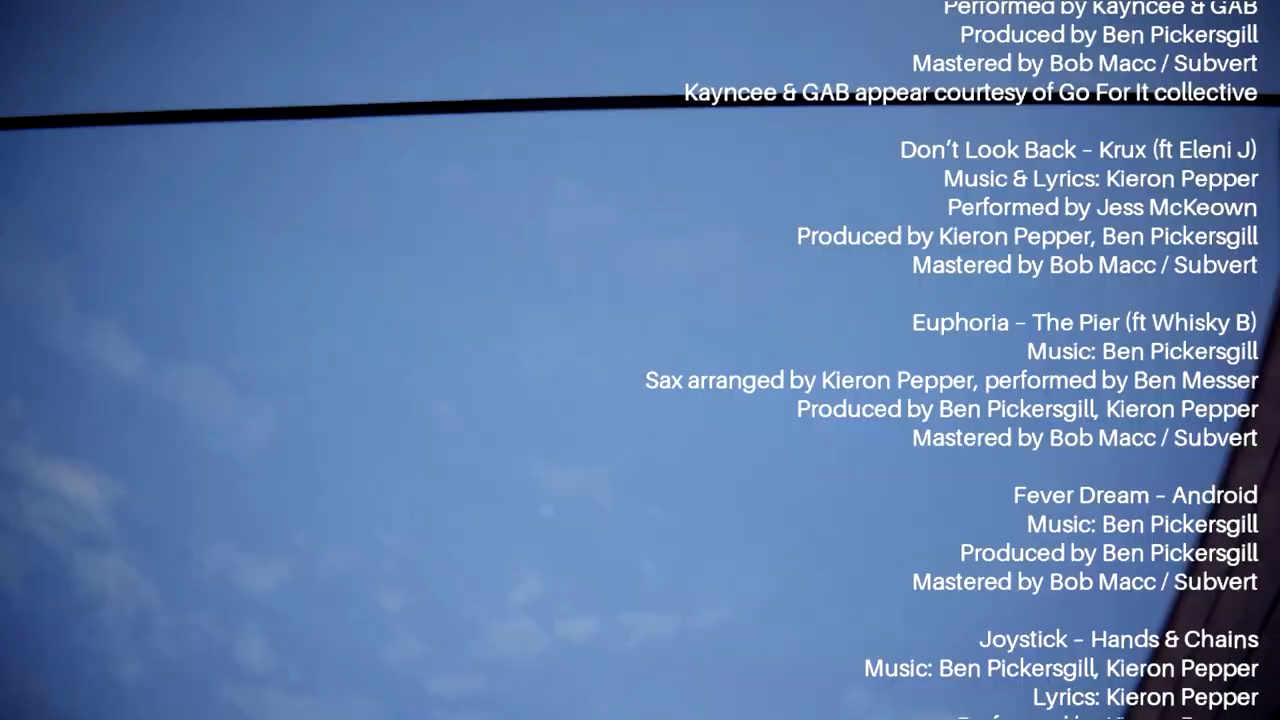 Performed by Kayncee & GAB
Produced by Ben Pickersgill
Mastered by Bob Macc / Subvert
Kayncee & GAB appear courtesy of Go For It collective
Don’t Look Back – Krux (ft Eleni J)
Music & Lyrics: Kieron Pepper
Performed by Jess McKeown
Produced by Kieron Pepper, Ben Pickersgill
Mastered by Bob Macc / Subvert
Euphoria – The Pier (ft Whisky B)
Music: Ben Pickersgill
Sax arranged by Kieron Pepper, performed by Ben Messer
Produced by Ben Pickersgill, Kieron Pepper
Mastered by Bob Macc / Subvert
Fever Dream – Android
Music: Ben Pickersgill
Produced by Ben Pickersgill
Mastered by Bob Macc / Subvert
Joystick – Hands & Chains
Music: Ben Pickersgill, Kieron Pepper
Lyrics: Kieron Pepper